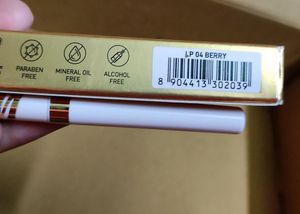 LP 04 BERRY
PARABEN FREE
MINERAL OIL FREE
ALCOHOL FREE
8 904413 302039